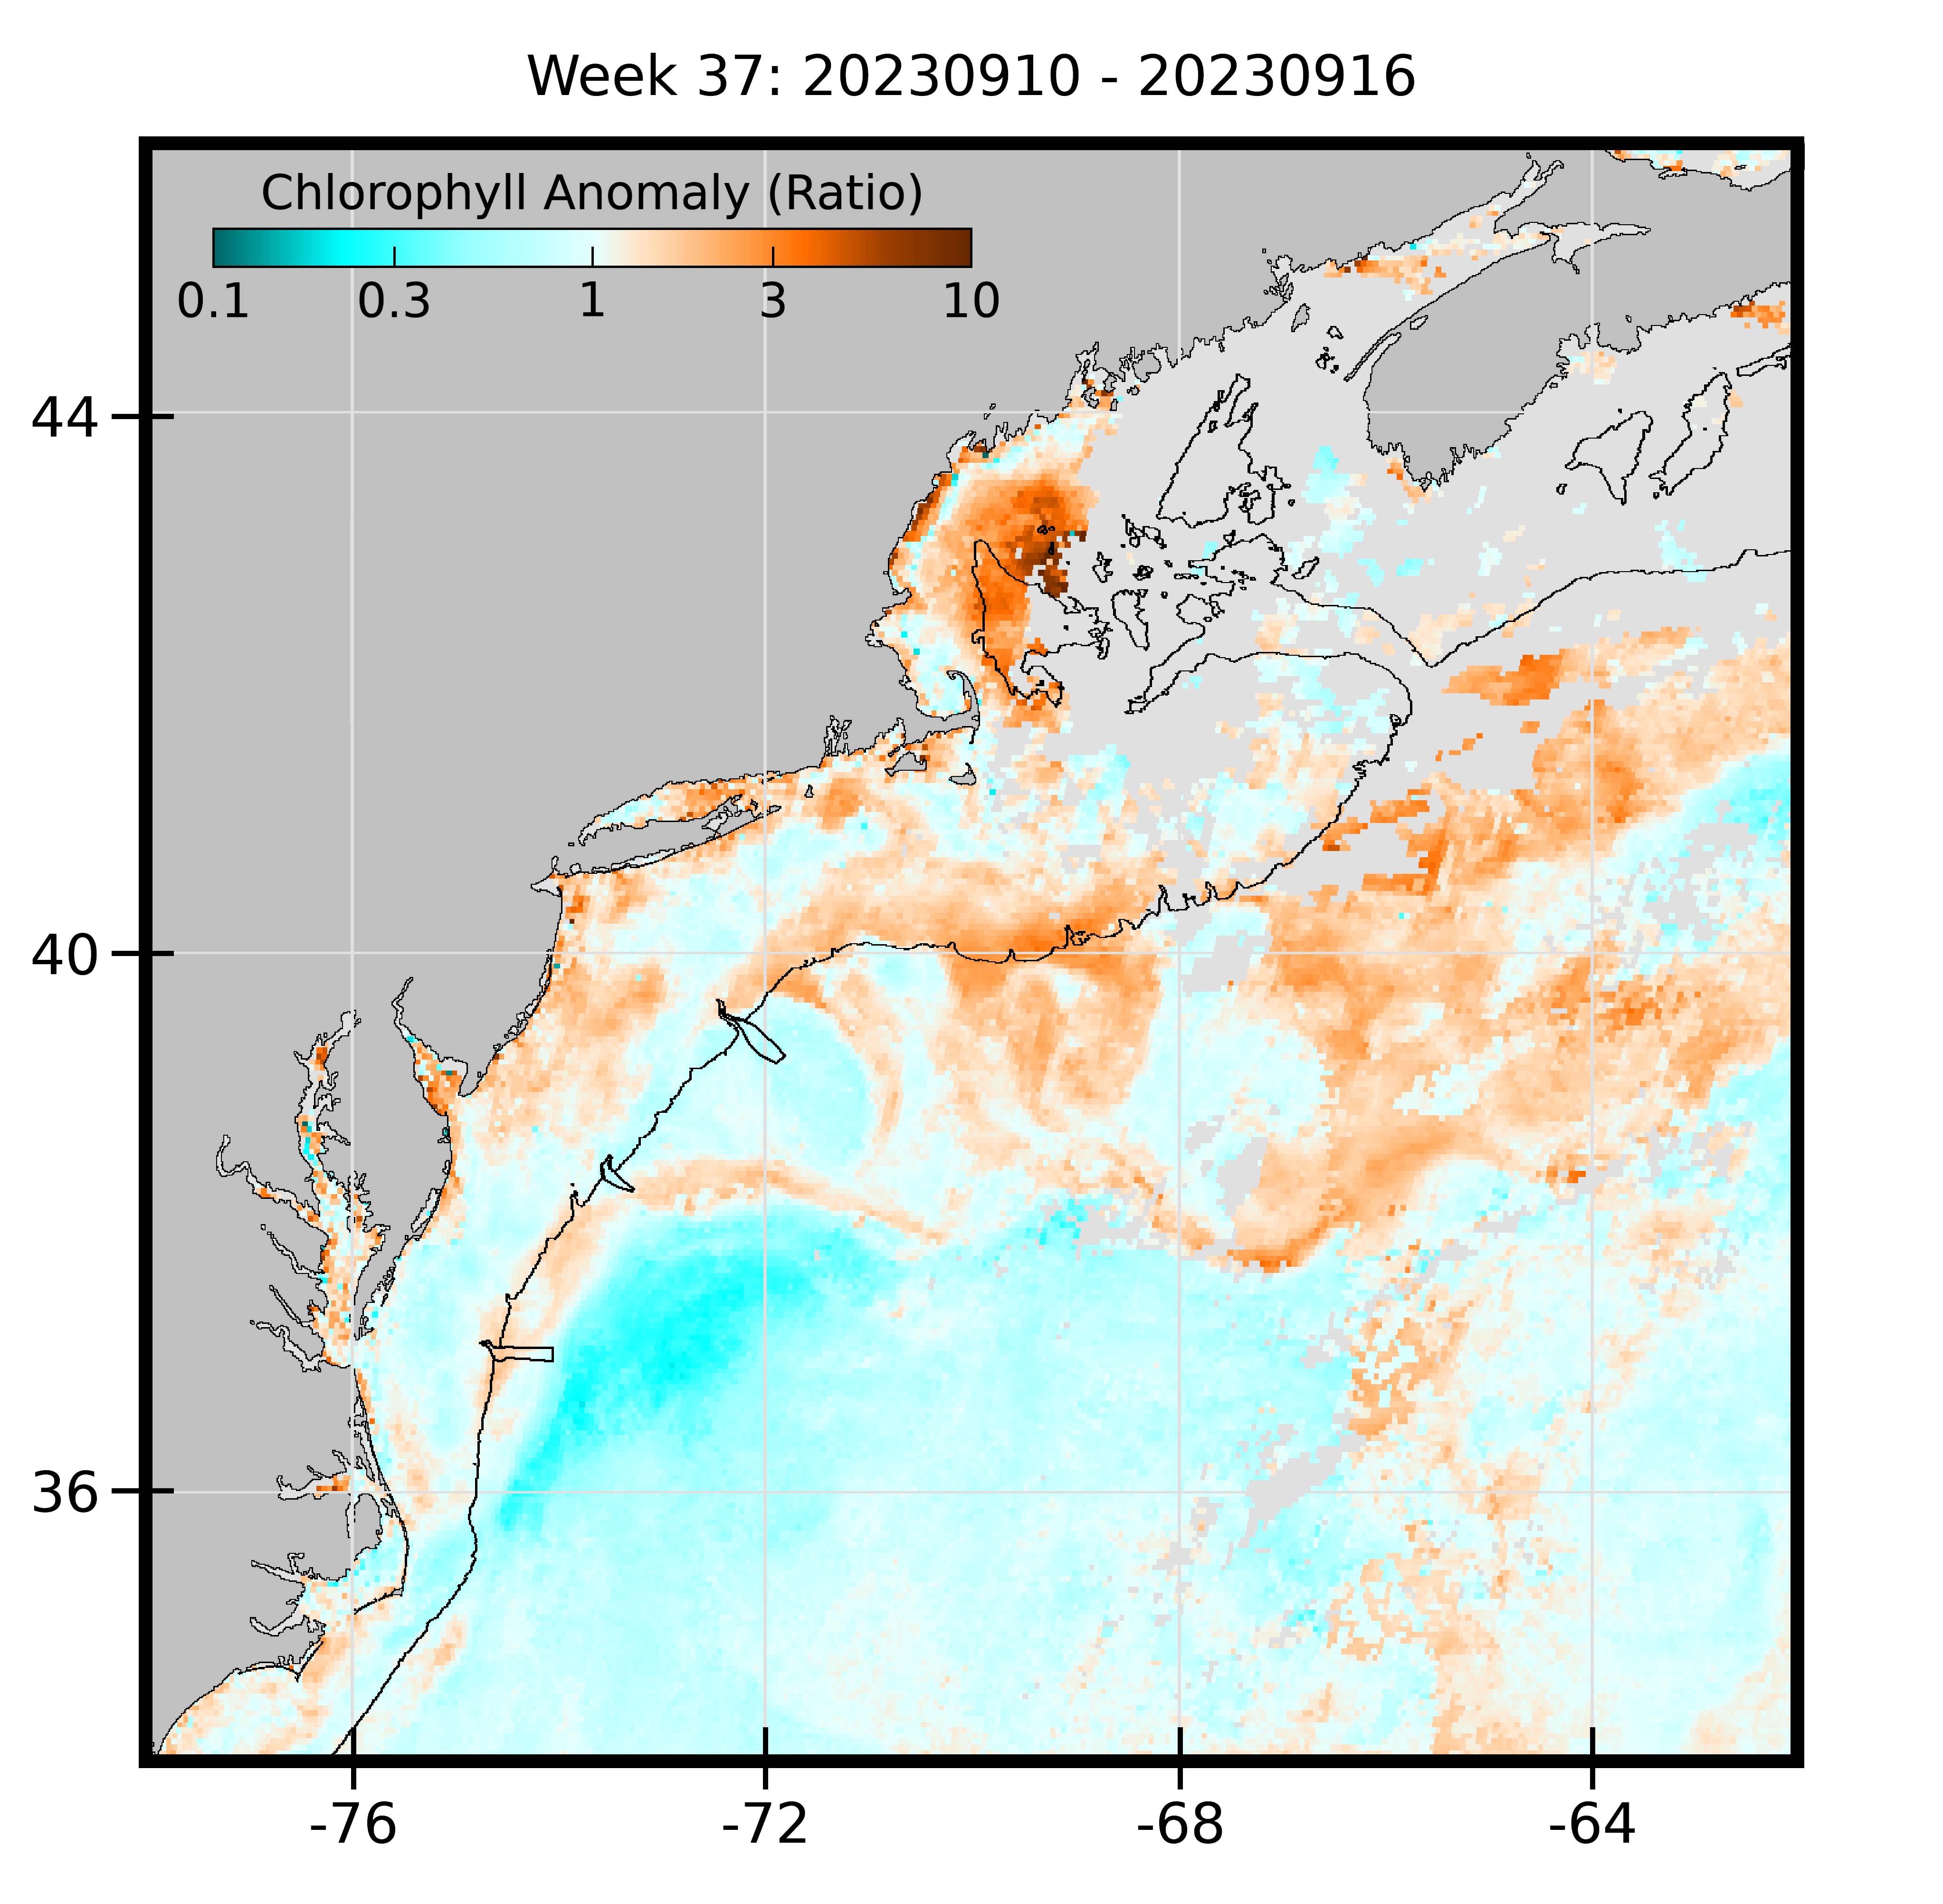 Week 37: 20230910 - 20230916
Chlorophyll Anomaly (Ratio)
0.1 0.3 1 3 10
44
40
36
-76 -72 -68 -64